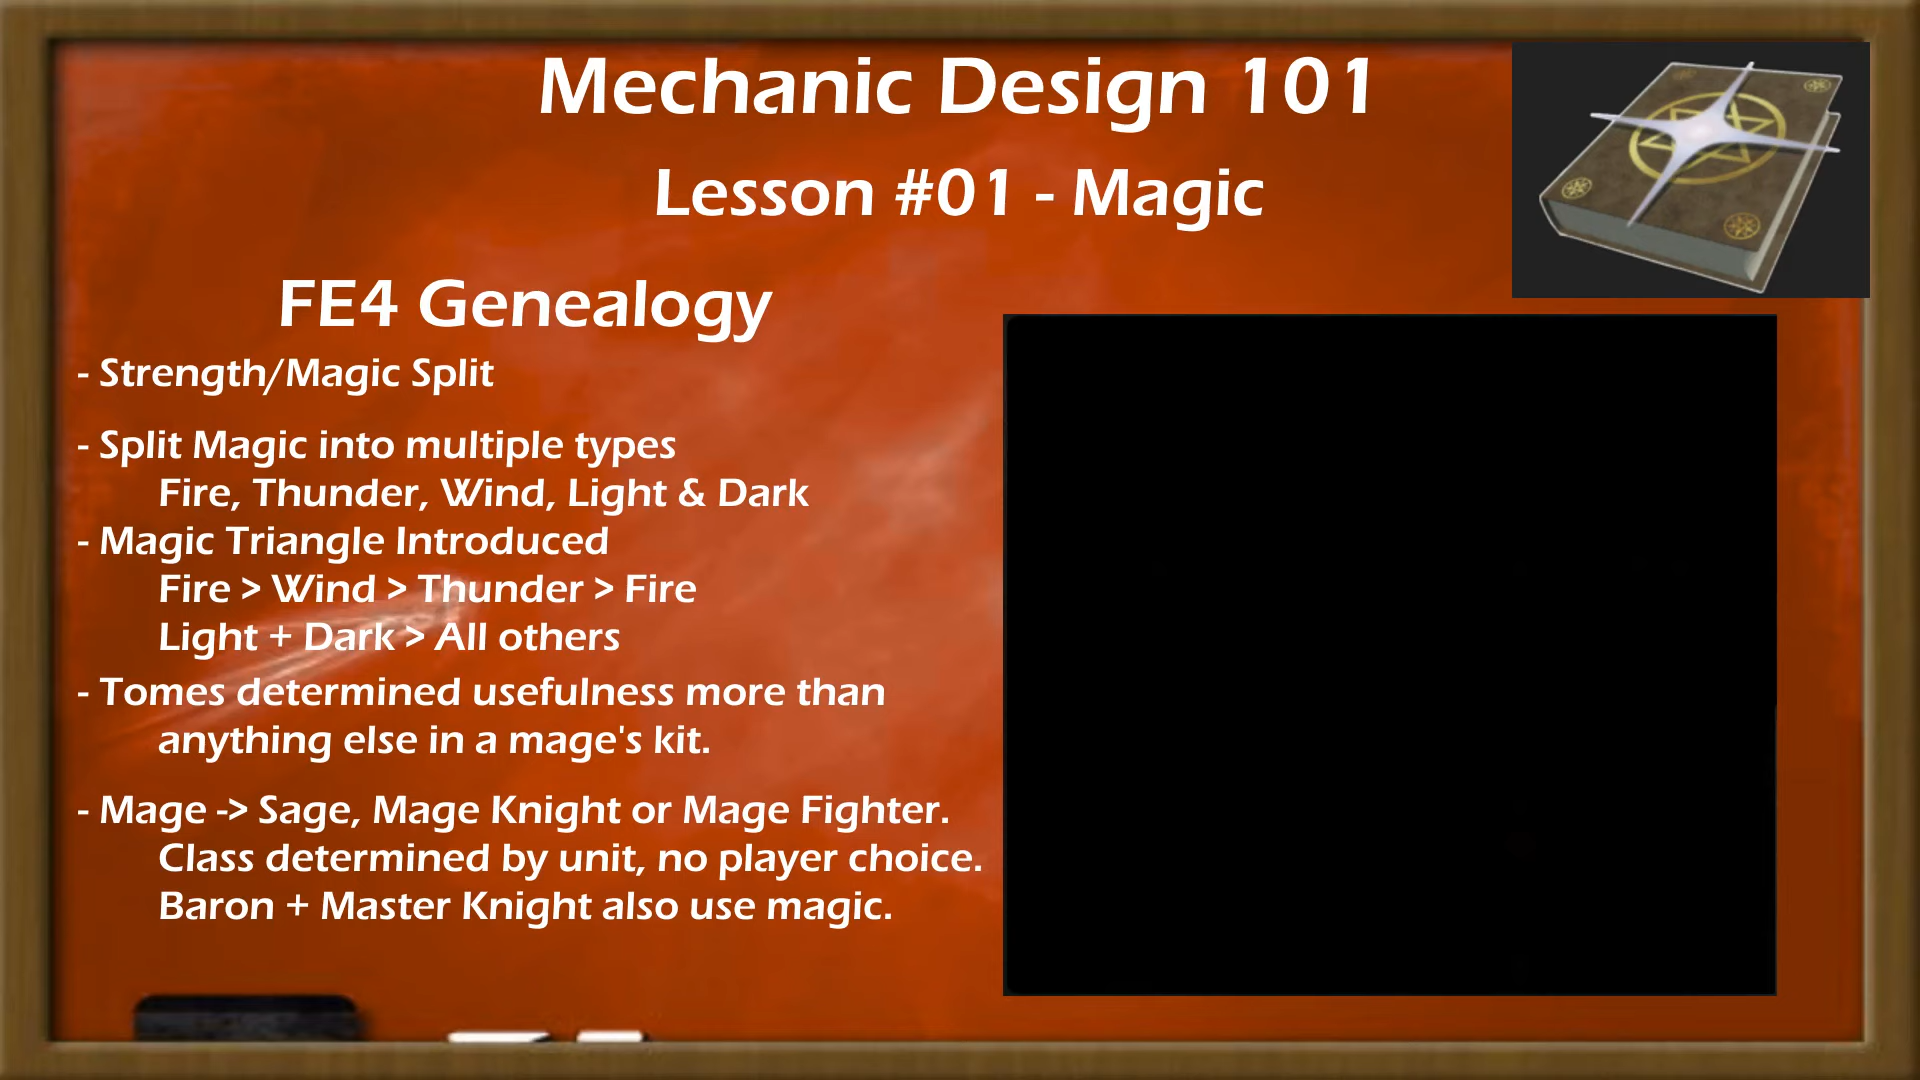 Mechanic Design 101
Lesson #01 - Magic
FE4 Genealogy
- Strength/Magic Split
- Split Magic into multiple types
Fire, Thunder, Wind, Light & Dark
- Magic Triangle Introduced
Fire > Wind > Thunder > Fire
Light + Dark > All others
- Tomes determined usefulness more than
anything else in a mage's kit.
- Mage -> Sage, Mage Knight or Mage Fighter.
Class determined by unit, no player choice.
Baron + Master Knight also use magic.